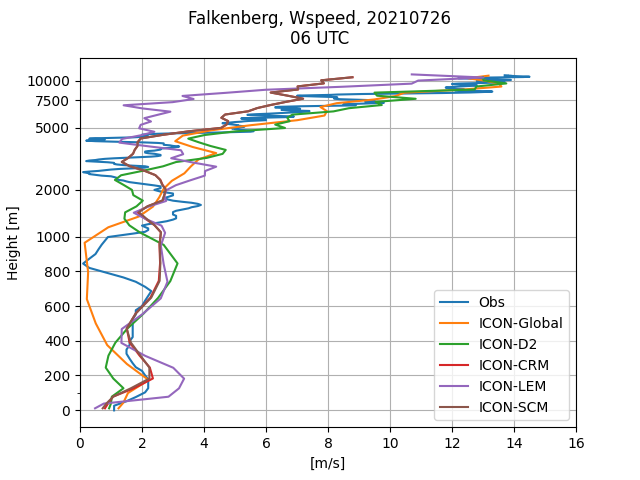 Falkenberg, Wspeed, 20210726
06 UTC
Height [m]
10000
7500
5000
2000
1000
800
600
400
200
0
Obs
ICON-Global
ICON-D2
ICON-CRM
ICON-LEM
ICON-SCM
0 2 4 6 8 10 12 14 16
[m/s]